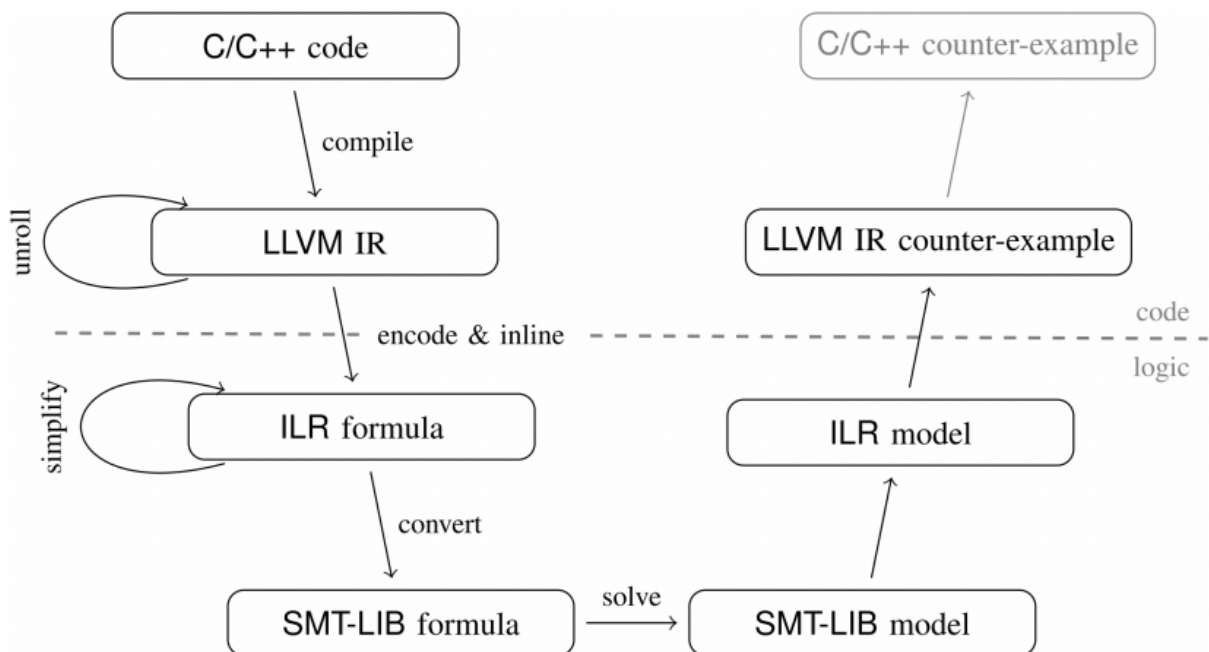 C/C++ code
C/C++ counter-example
compile
unroll
LLVM IR
LLVM IR counter-example
encode & inline
code
logic
simplify
ILR formula
ILR model
convert
SMT-LIB formula
solve
SMT-LIB model